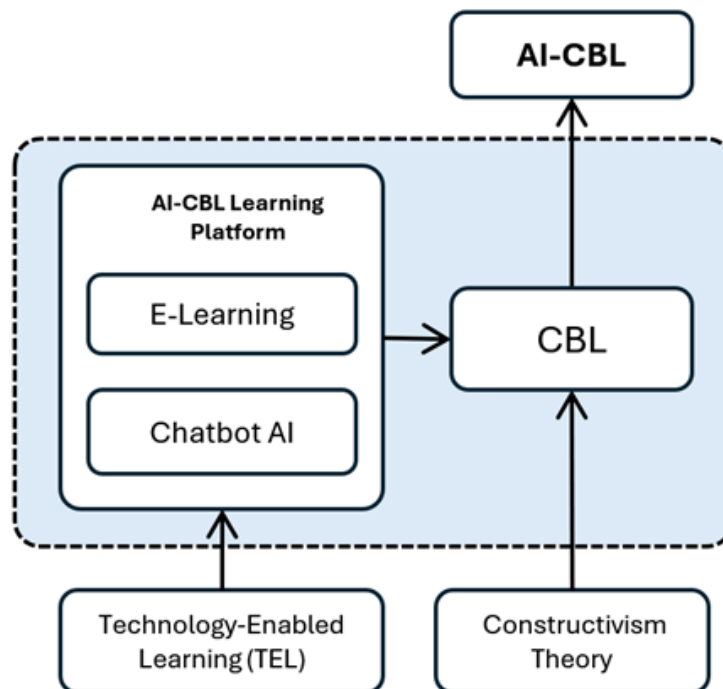 AI-CBL
AI-CBL Learning
Platform
E-Learning
Chatbot AI
CBL
Technology-Enabled
Learning (TEL)
Constructivism
Theory